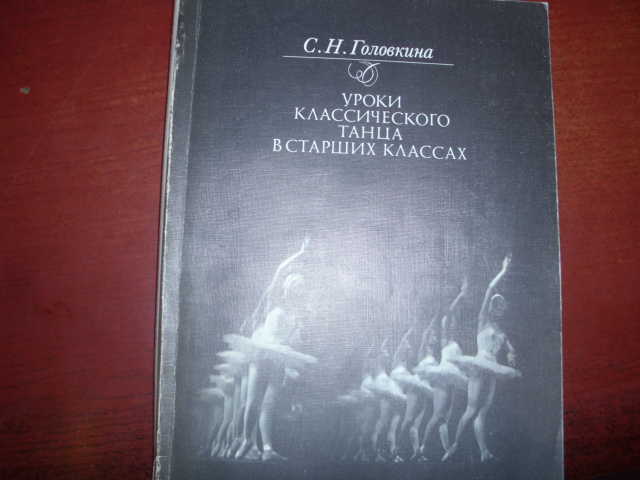 С. Н. Головкина
УРОКИ
КЛАССИЧЕСКОГО
ТАНЦА
В СТАРШИХ КЛАССАХ